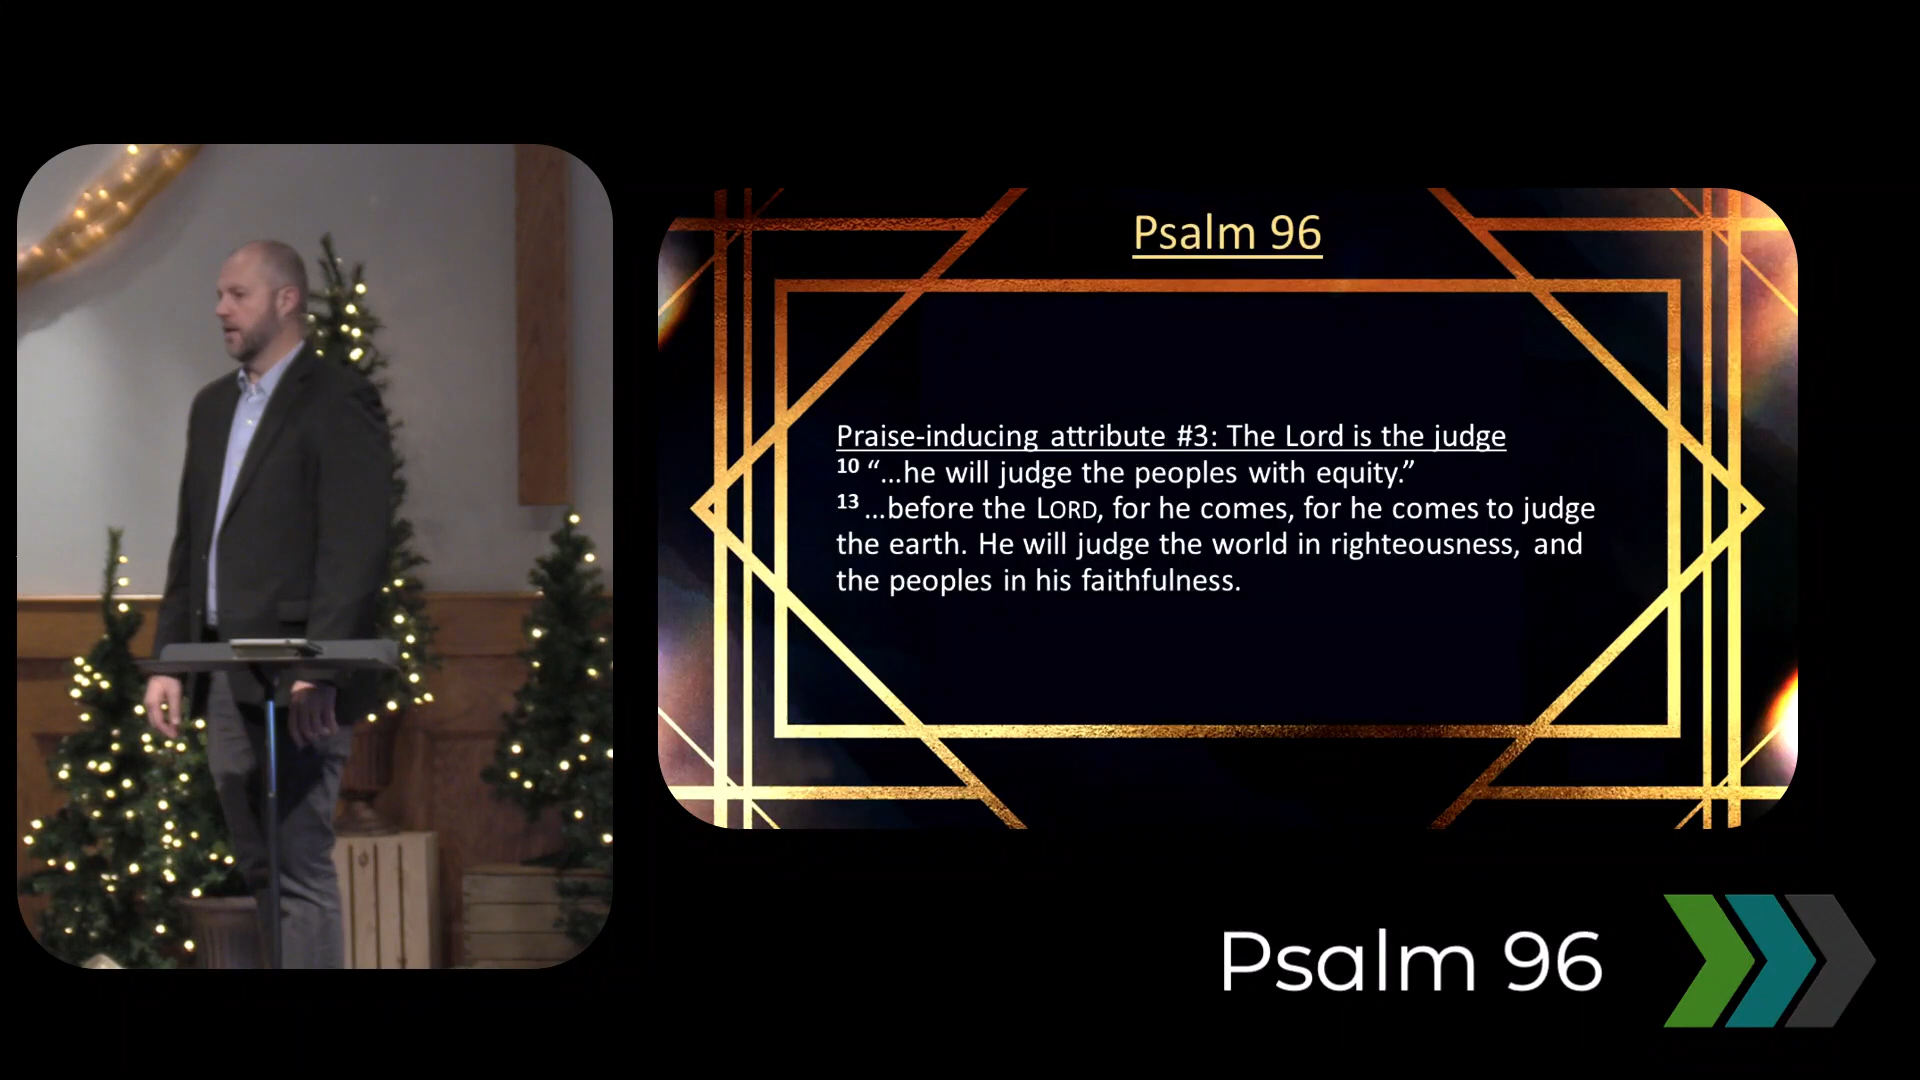 Psalm 96
Praise-inducing attribute #3: The Lord is the judge
10 “...he will judge the peoples with equity.”
13 ...before the LORD, for he comes, for he comes to judge
the earth. He will judge the world in righteousness, and
the peoples in his faithfulness.
Psalm 96